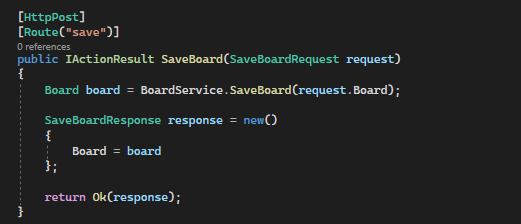 [HttpPost]
[Route("save")]
0 references
public IActionResult SaveBoard(SaveBoardRequest request)
{
    Board board = BoardService.SaveBoard(request.Board);
    SaveBoardResponse response = new()
    {
        Board = board
    };
    return Ok(response);
}